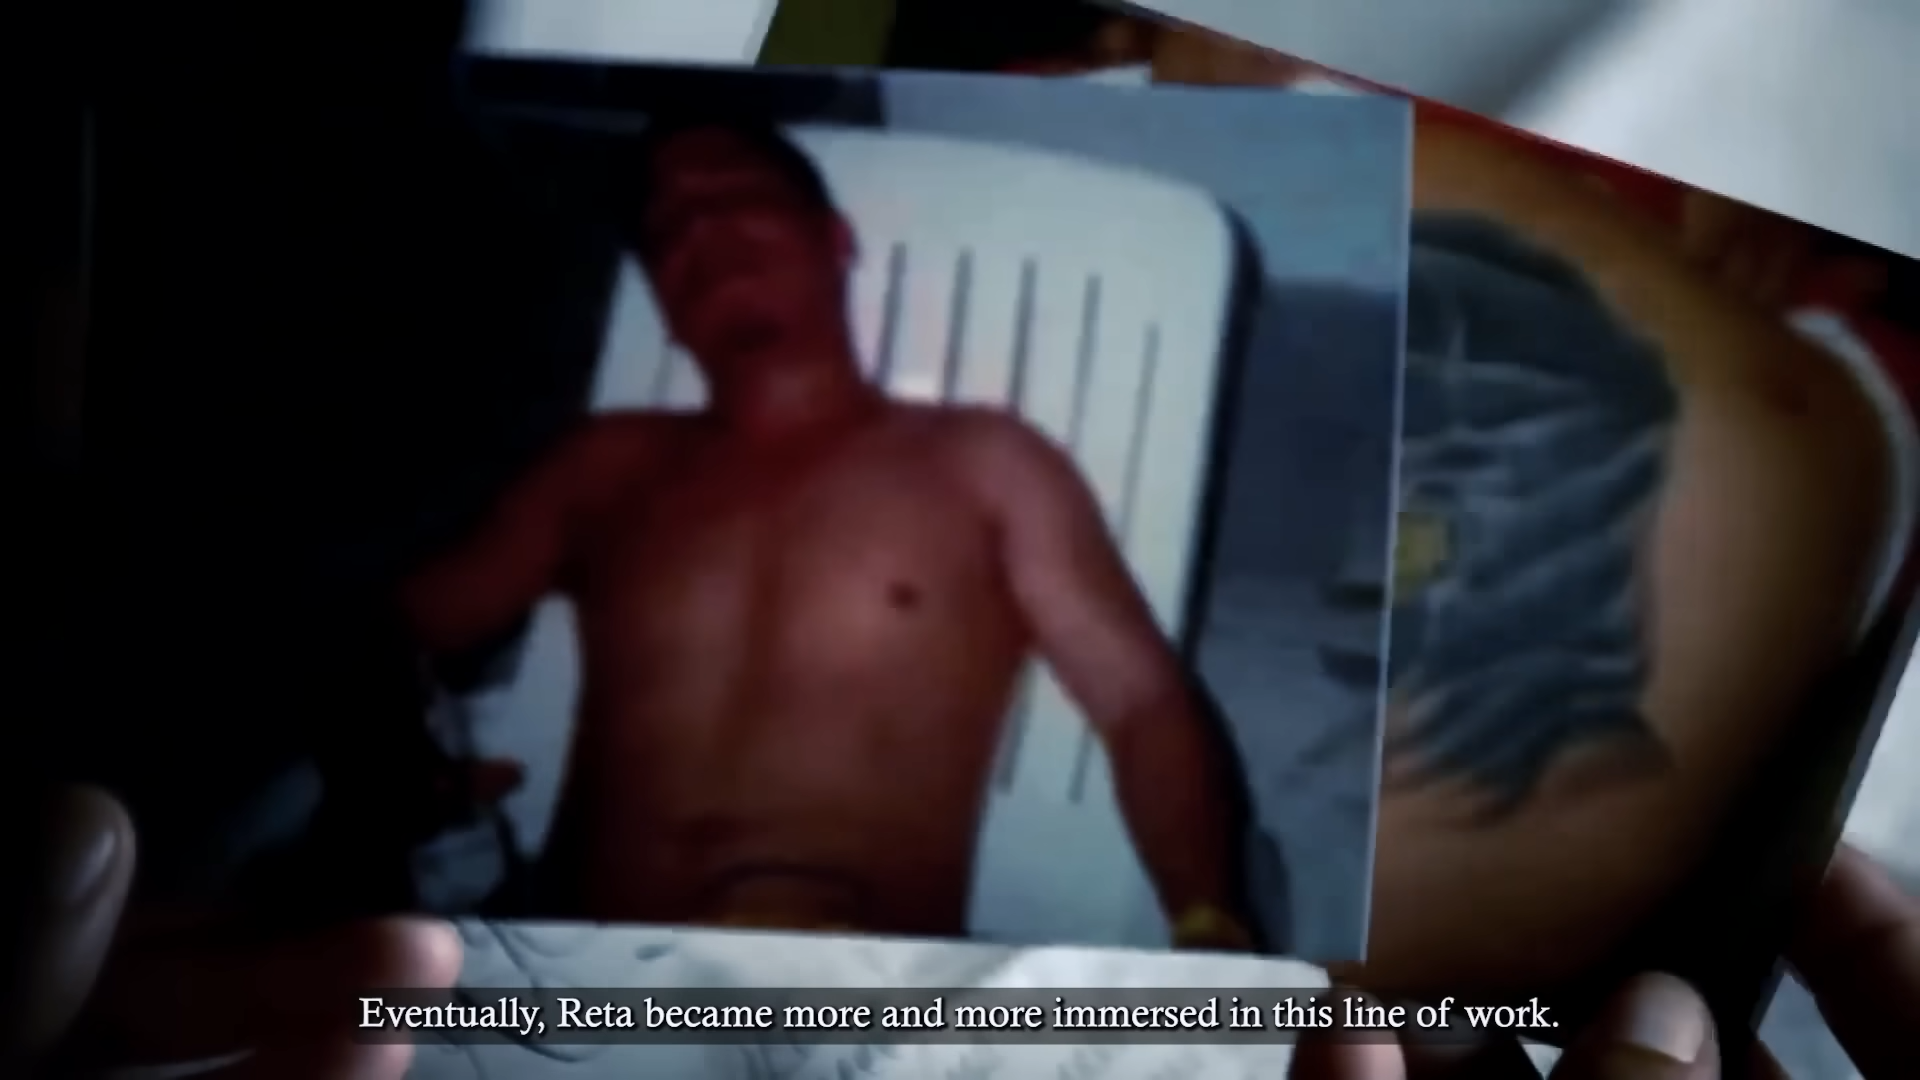 Eventually, Reta became more and more immersed in this line of work.